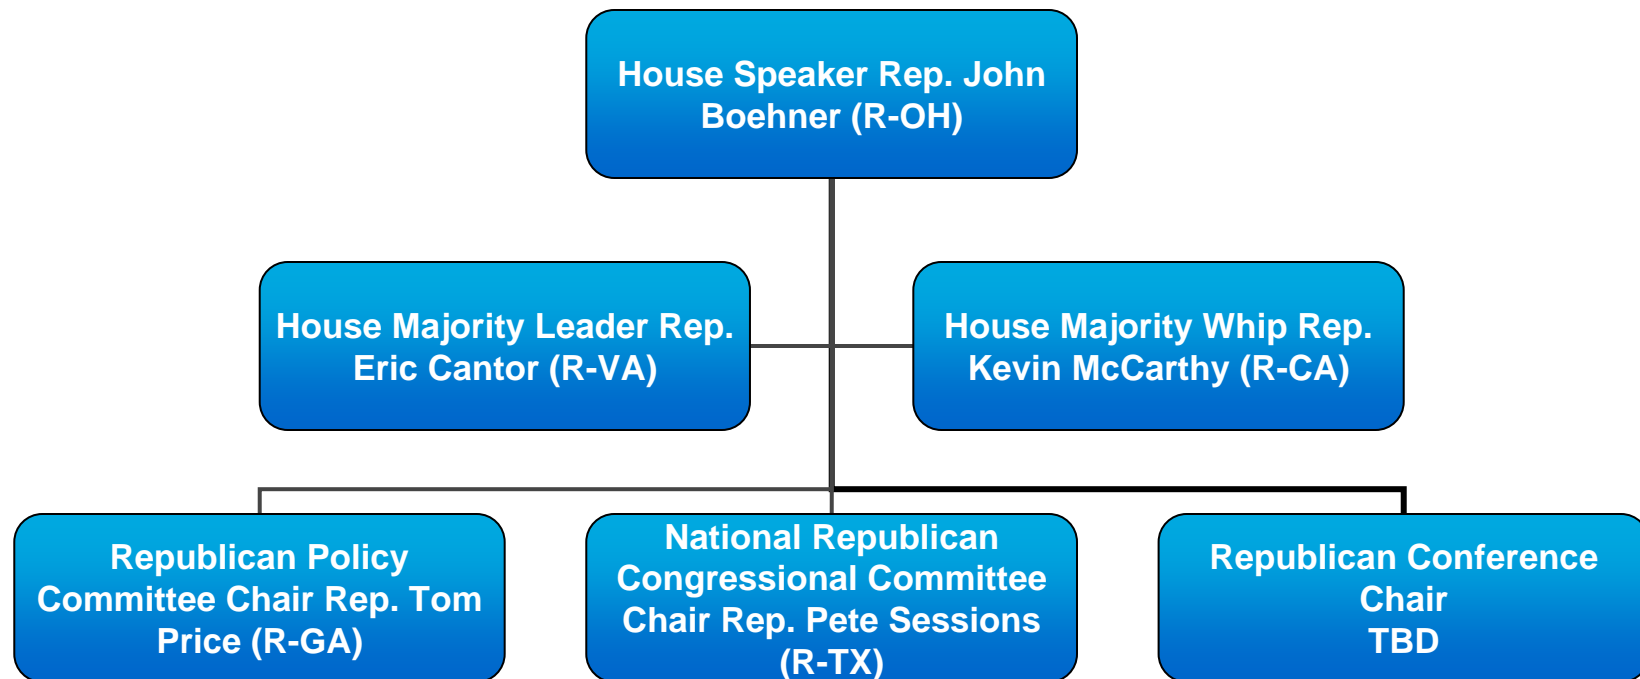 House Speaker Rep. John
Boehner (R-OH)
House Majority Leader Rep.
Eric Cantor (R-VA)
House Majority Whip Rep.
Kevin McCarthy (R-CA)
Republican Policy
Committee Chair Rep. Tom
Price (R-GA)
National Republican
Congressional Committee
Chair Rep. Pete Sessions
(R-TX)
Republican Conference
Chair
TBD